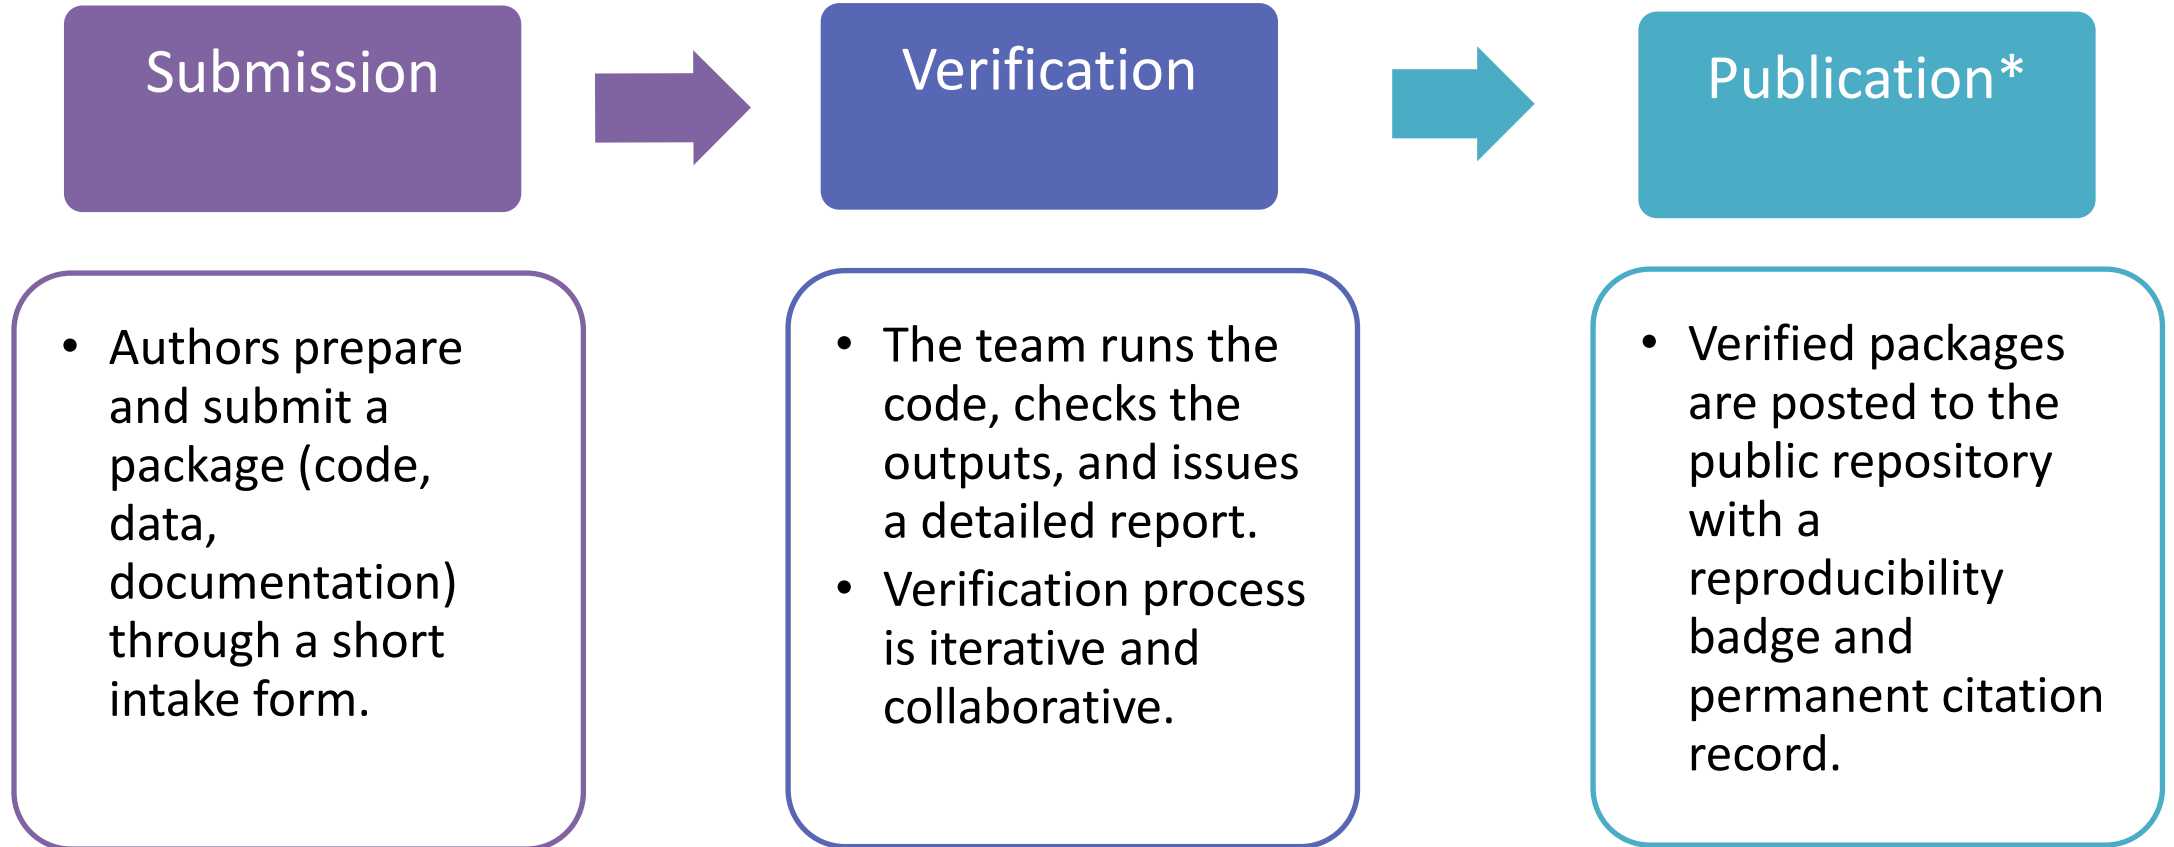 Submission
Verification
Publication*
• Authors prepare
and submit a
package (code,
data,
documentation)
through a short
intake form.
• The team runs the
code, checks the
outputs, and issues
a detailed report.
• Verification process
is iterative and
collaborative.
• Verified packages
are posted to the
public repository
with a
reproducibility
badge and
permanent citation
record.